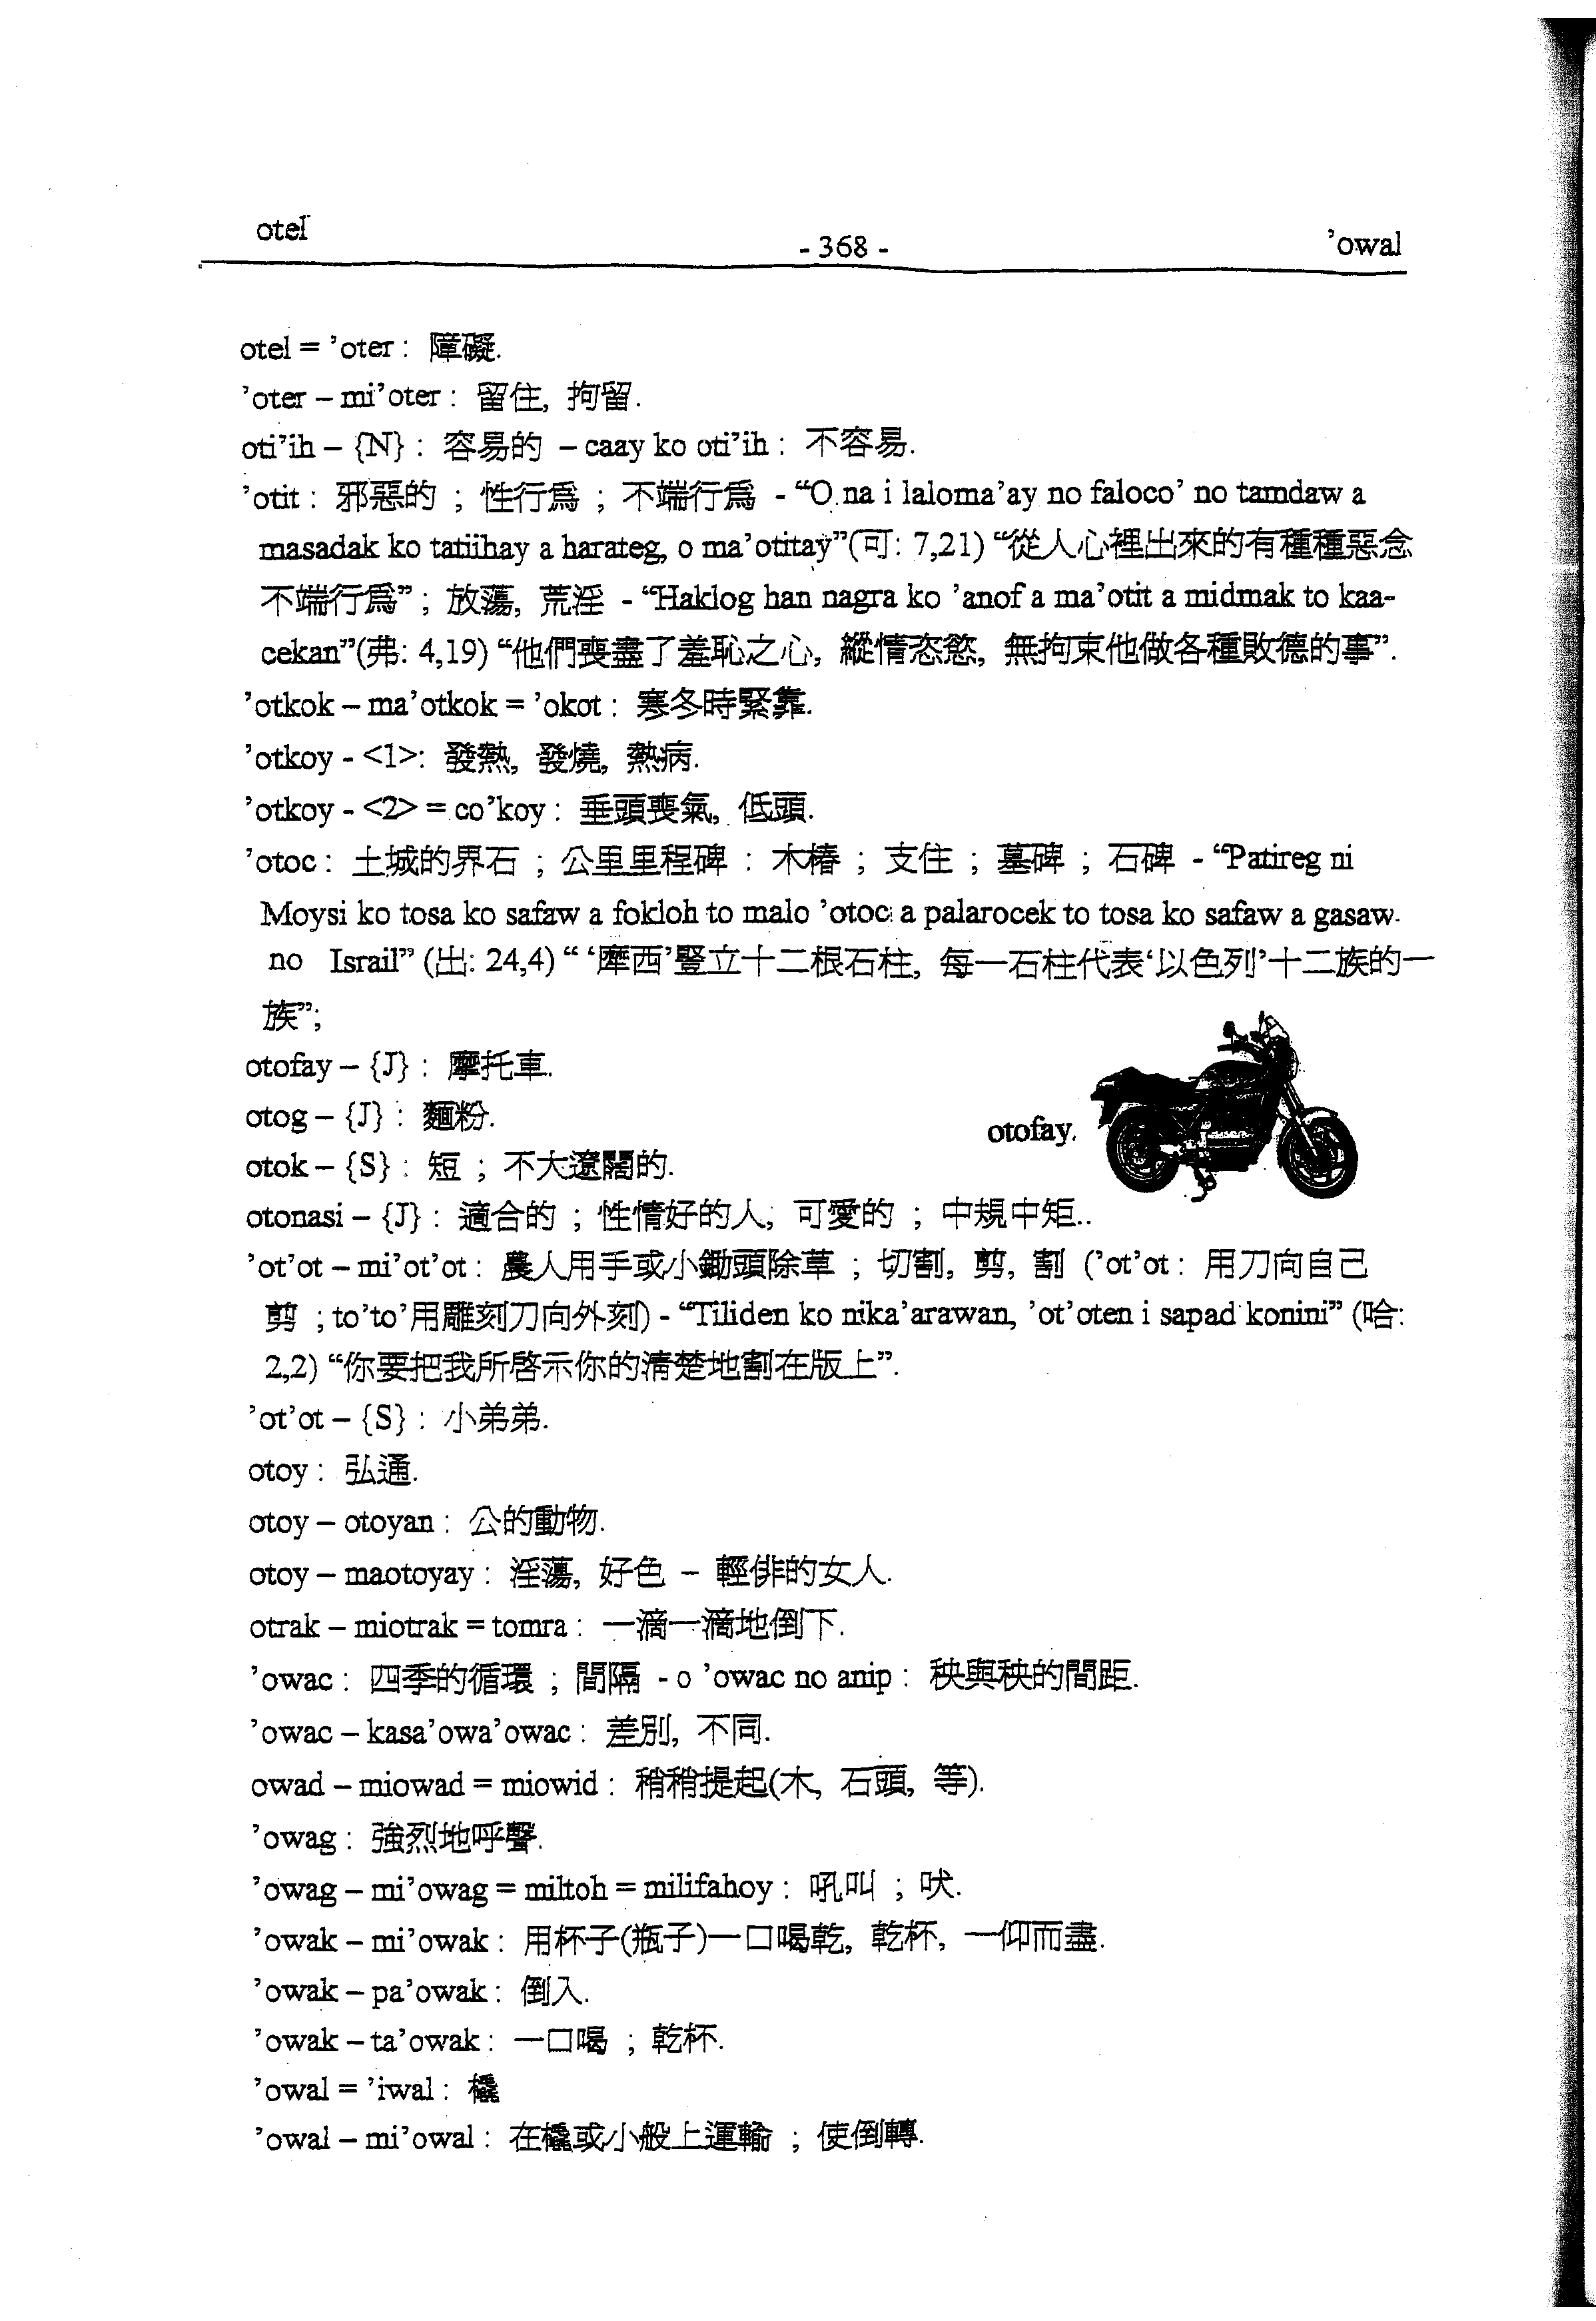 otel
- 368 -
’owal
otel = ’oter : 障礙.
’oter – mi’oter : 留住, 拘留.
oti’ih – {N} : 容易的 – caay ko oti’ih : 不容易.
’otit : 邪惡的 ; 性行爲 ; 不端行爲 - “O na i laloma’ay no faloco’ no tamdaw a
masadak ko tatiihay a harateg, o ma’otitay”(可: 7,21) “從人心裡出來的有種種惡念
不端行爲” ; 放蕩, 荒淫 - “Haklog han nagra ko ’anof a ma’otit a midmak to kaa-
cekan”(弗: 4,19) “他們喪盡了羞恥之心, 縱情恣慾, 無拘束他做各種敗德的事”.
’otkok – ma’otkok = ’okot : 寒冬時緊靠.
’otkoy - <1>: 發熱, 發燒, 熱病.
’otkoy - <2> = co’koy : 垂頭喪氣, 低頭.
’otoc : 土城的界石 ; 公里里程碑 : 木樁 ; 支住 ; 墓碑 ; 石碑 - “Patireg ni
Moysi ko tosa ko safaw a fokloh to malo ’otoc a palarocek to tosa ko safaw a gasaw
no Israil” (出: 24,4) “ ‘摩西’豎立十二根石柱, 每一石柱代表‘以色列’十二族的一
族”;
otofay – {J} : 摩托車.
otog – {J} : 麵粉.
otofay.
otok – {S} : 短 ; 不大遼闊的.
otonasi – {J} : 適合的 ; 性情好的人, 可愛的 ; 中規中矩..
’ot’ot – mi’ot’ot : 農人用手或小鋤頭除草 ; 切割, 剪, 割 (’ot’ot : 用刀向自己
剪 ; to’to’用雕刻刀向外刻) - “Tiliden ko nika’arawan, ’ot’oten i sapad konini” (哈:
2,2) “你要把我所啓示你的清楚地割在版上”.
’ot’ot – {S} : 小弟弟.
otoy : 弘通.
otoy – otoyan : 公的動物.
otoy – maotoyay : 淫蕩, 好色 – 輕俳的女人.
otrak – miotrak = tomra : 一滴一滴地倒下.
’owac : 四季的循環 ; 間隔 - o ’owac no anip : 秧與秧的間距.
’owac – kasa’owa’owac : 差別, 不同.
owad – miowad = miowid : 稍稍提起(木, 石頭, 等).
’owag : 強烈地呼聲.
’owag – mi’owag = miltoh = milifahoy : 吼叫 ; 吠.
’owak – mi’owak : 用杯子(瓶子)一口喝乾, 乾杯, 一仰而盡.
’owak – pa’owak : 倒入.
’owak – ta’owak : 一口喝 ; 乾杯.
’owal = ’iwal : 橇
’owal – mi’owal : 在橇或小般上運輸 ; 使倒轉.